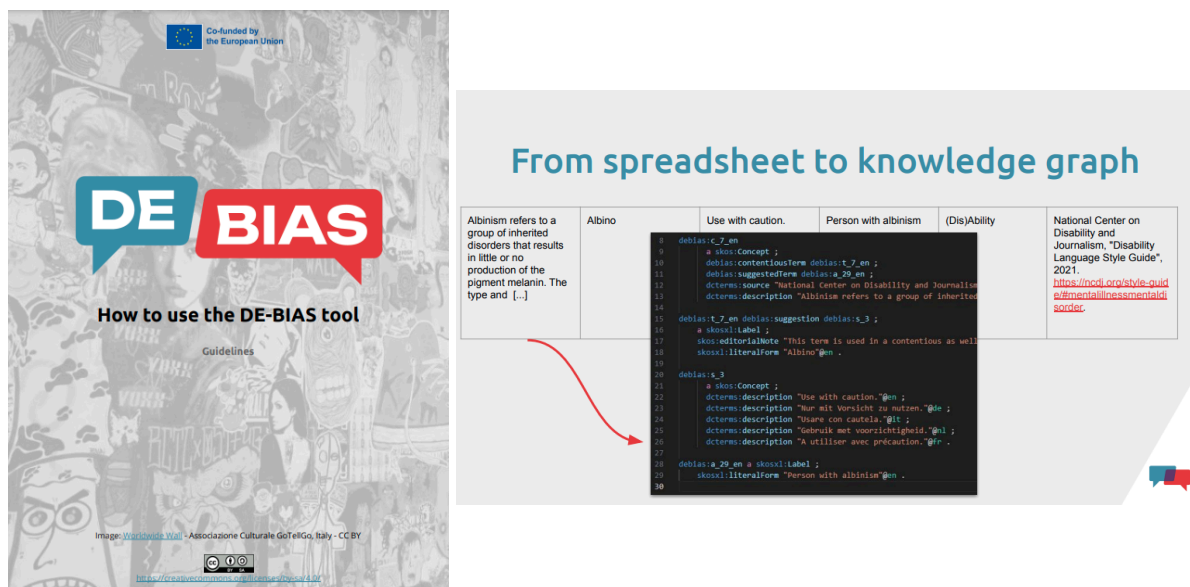 Co-funded by
the European Union
DE BIAS
How to use the DE-BIAS tool
Guidelines
Image: Worldwide Wall - Associazione Culturale GoTellGo, Italy - CC BY
CC BY SA
https://creativecommons.org/licenses/by-sa/4.0/
From spreadsheet to knowledge graph
Albinism refers to a
group of inherited
disorders that results
in little or no
production of the
pigment melanin. The
type and [...]
Albino
Use with caution.
Person with albinism
(Dis)Ability
National Center on
Disability and
Journalism, "Disability
Language Style Guide",
2021.
https://ncdj.org/style-guid
e/#mentalillnessmentaldi
sorder.
8 debias:c_7_en
9 a skos:Concept ;
10 debias:contentiousTerm debias:t_7_en ;
11 debias:suggestedTerm debias:a_29_en ;
12 dcterms:source "National Center on Disability and Journalism
13 dcterms:description "Albinism refers to a group of inherited
14
15 debias:t_7_en debias:suggestion debias:s_3 ;
16 a skosxl:Label ;
17 skos:editorialNote "This term is used in a contentious as well
18 skosxl:literalForm "Albino"@en .
19
20 debias:s_3
21 a skos:Concept ;
22 dcterms:description "Use with caution."@en ;
23 dcterms:description "Nur mit Vorsicht zu nutzen."@de ;
24 dcterms:description "Usare con cautela."@it ;
25 dcterms:description "Gebruik met voorzichtigheid."@nl ;
26 dcterms:description "A utiliser avec précaution."@fr .
27
28 debias:a_29_en a skosxl:Label ;
29 skosxl:literalForm "Person with albinism"@en .
30